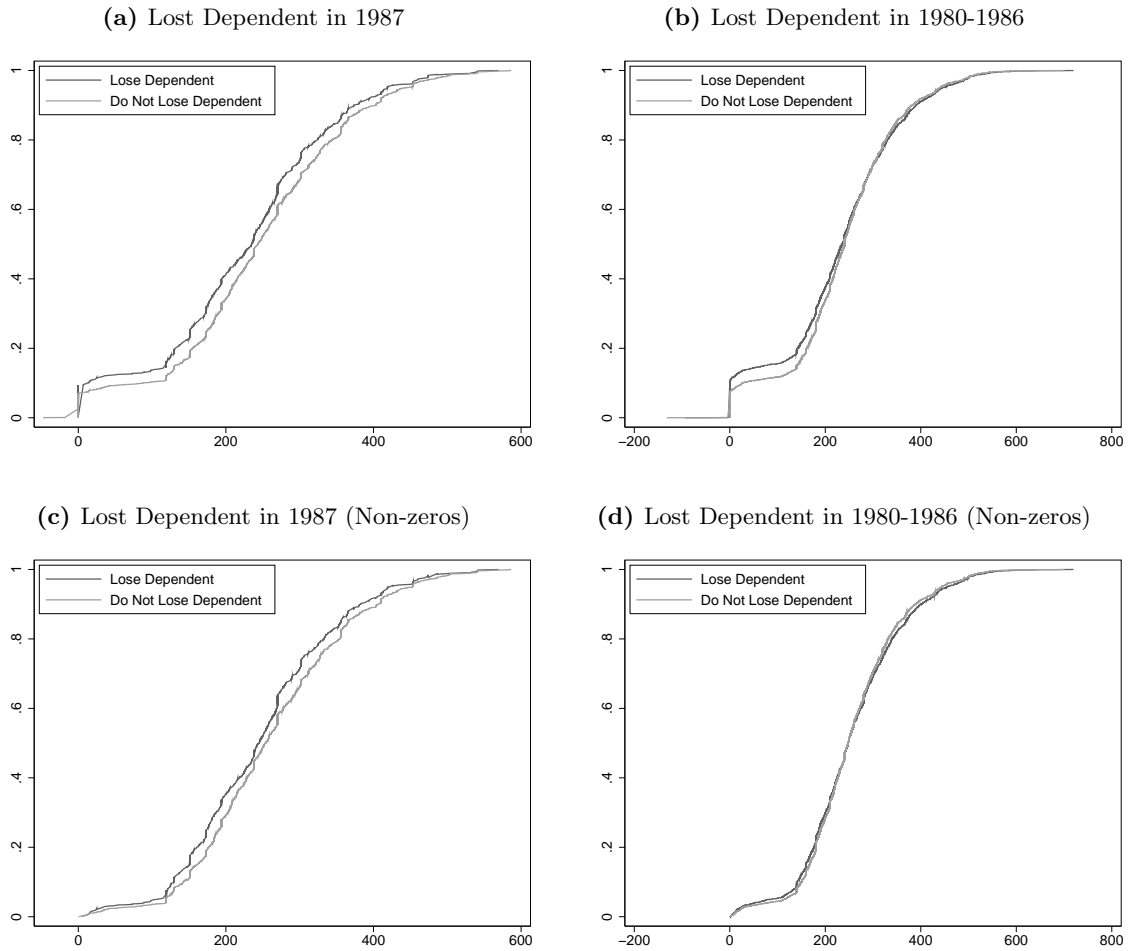 (a) Lost Dependent in 1987
(b) Lost Dependent in 1980-1986
Lose Dependent
Do Not Lose Dependent
0
.2
.4
.6
.8
1
0 200 400 600
Lose Dependent
Do Not Lose Dependent
0
.2
.4
.6
.8
1
−200 0 200 400 600 800
(c) Lost Dependent in 1987 (Non-zeros)
(d) Lost Dependent in 1980-1986 (Non-zeros)
Lose Dependent
Do Not Lose Dependent
0
.2
.4
.6
.8
1
0 200 400 600
Lose Dependent
Do Not Lose Dependent
0
.2
.4
.6
.8
1
−200 0 200 400 600 800